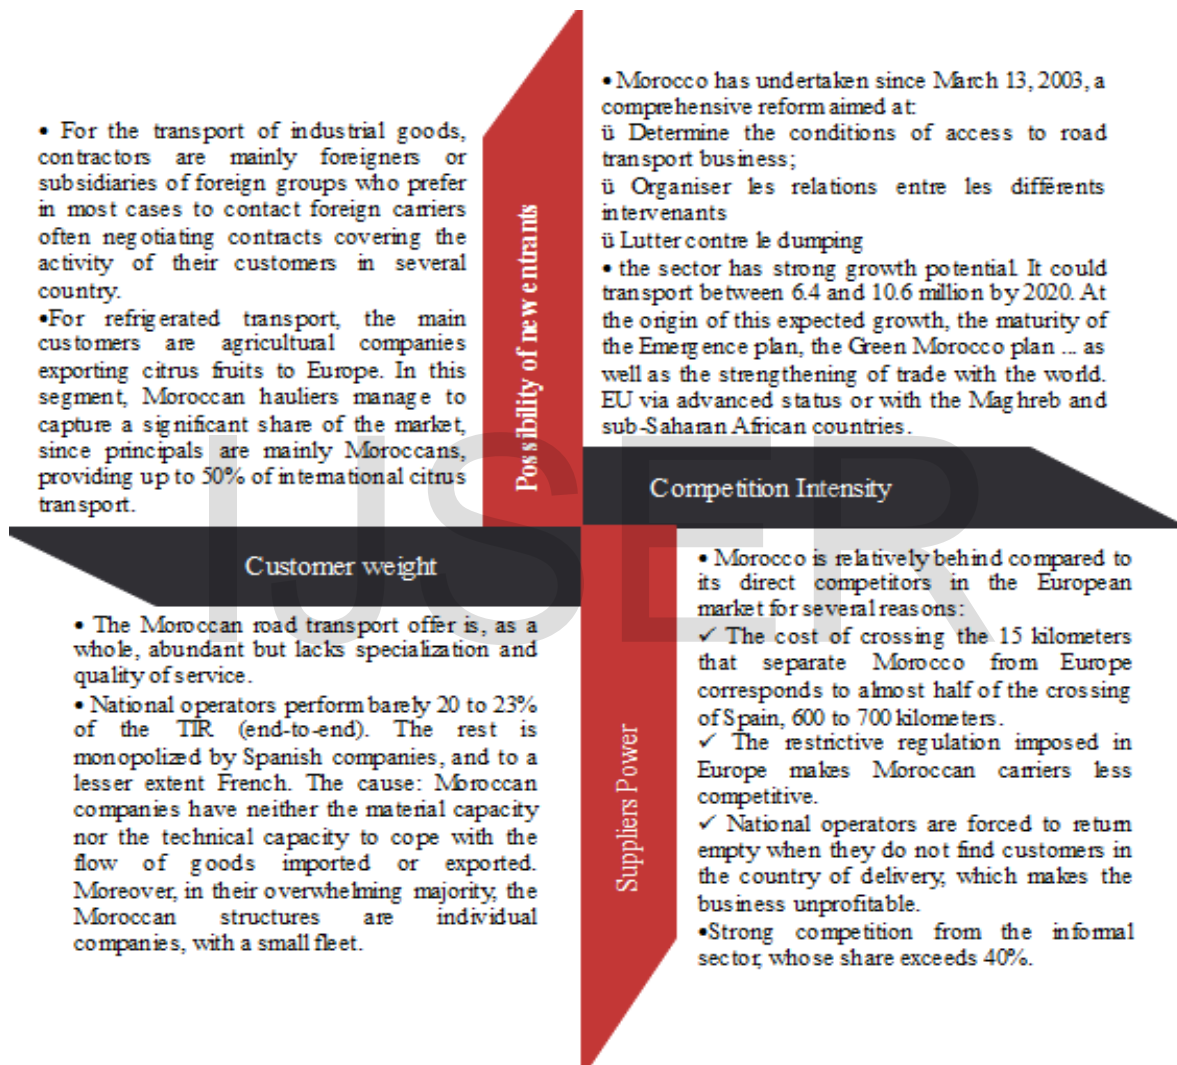 • For the transport of industrial goods,
contractors are mainly foreigners or
subsidiaries of foreign groups who prefer
in most cases to contact foreign carriers
often negotiating contracts covering the
activity of their customers in several
country.
•For refrigerated transport, the main
customers are agricultural companies
exporting citrus fruits to Europe. In this
segment, Moroccan hauliers manage to
capture a significant share of the market,
since principals are mainly Moroccans,
providing up to 50% of international citrus
transport.
Possibility of new entrants
• Morocco has undertaken since March 13, 2003, a
comprehensive reform aimed at:
ü Determine the conditions of access to road
transport business;
ü Organiser les relations entre les différents
intervenants
ü Lutter contre le dumping
• the sector has strong growth potential. It could
transport between 6.4 and 10.6 million by 2020. At
the origin of this expected growth, the maturity of
the Emergence plan, the Green Morocco plan ... as
well as the strengthening of trade with the world.
EU via advanced status or with the Maghreb and
sub-Saharan African countries.
Competition Intensity
IJSER
Customer weight
• The Moroccan road transport offer is, as a
whole, abundant but lacks specialization and
quality of service.
• National operators perform barely 20 to 23%
of the TIR (end-to-end). The rest is
monopolized by Spanish companies, and to a
lesser extent French. The cause: Moroccan
companies have neither the material capacity
nor the technical capacity to cope with the
flow of goods imported or exported.
Moreover, in their overwhelming majority, the
Moroccan structures are individual
companies, with a small fleet.
Suppliers Power
• Morocco is relatively behind compared to
its direct competitors in the European
market for several reasons:
✓ The cost of crossing the 15 kilometers
that separate Morocco from Europe
corresponds to almost half of the crossing
of Spain, 600 to 700 kilometers.
✓ The restrictive regulation imposed in
Europe makes Moroccan carriers less
competitive.
✓ National operators are forced to return
empty when they do not find customers in
the country of delivery, which makes the
business unprofitable.
•Strong competition from the informal
sector, whose share exceeds 40%.